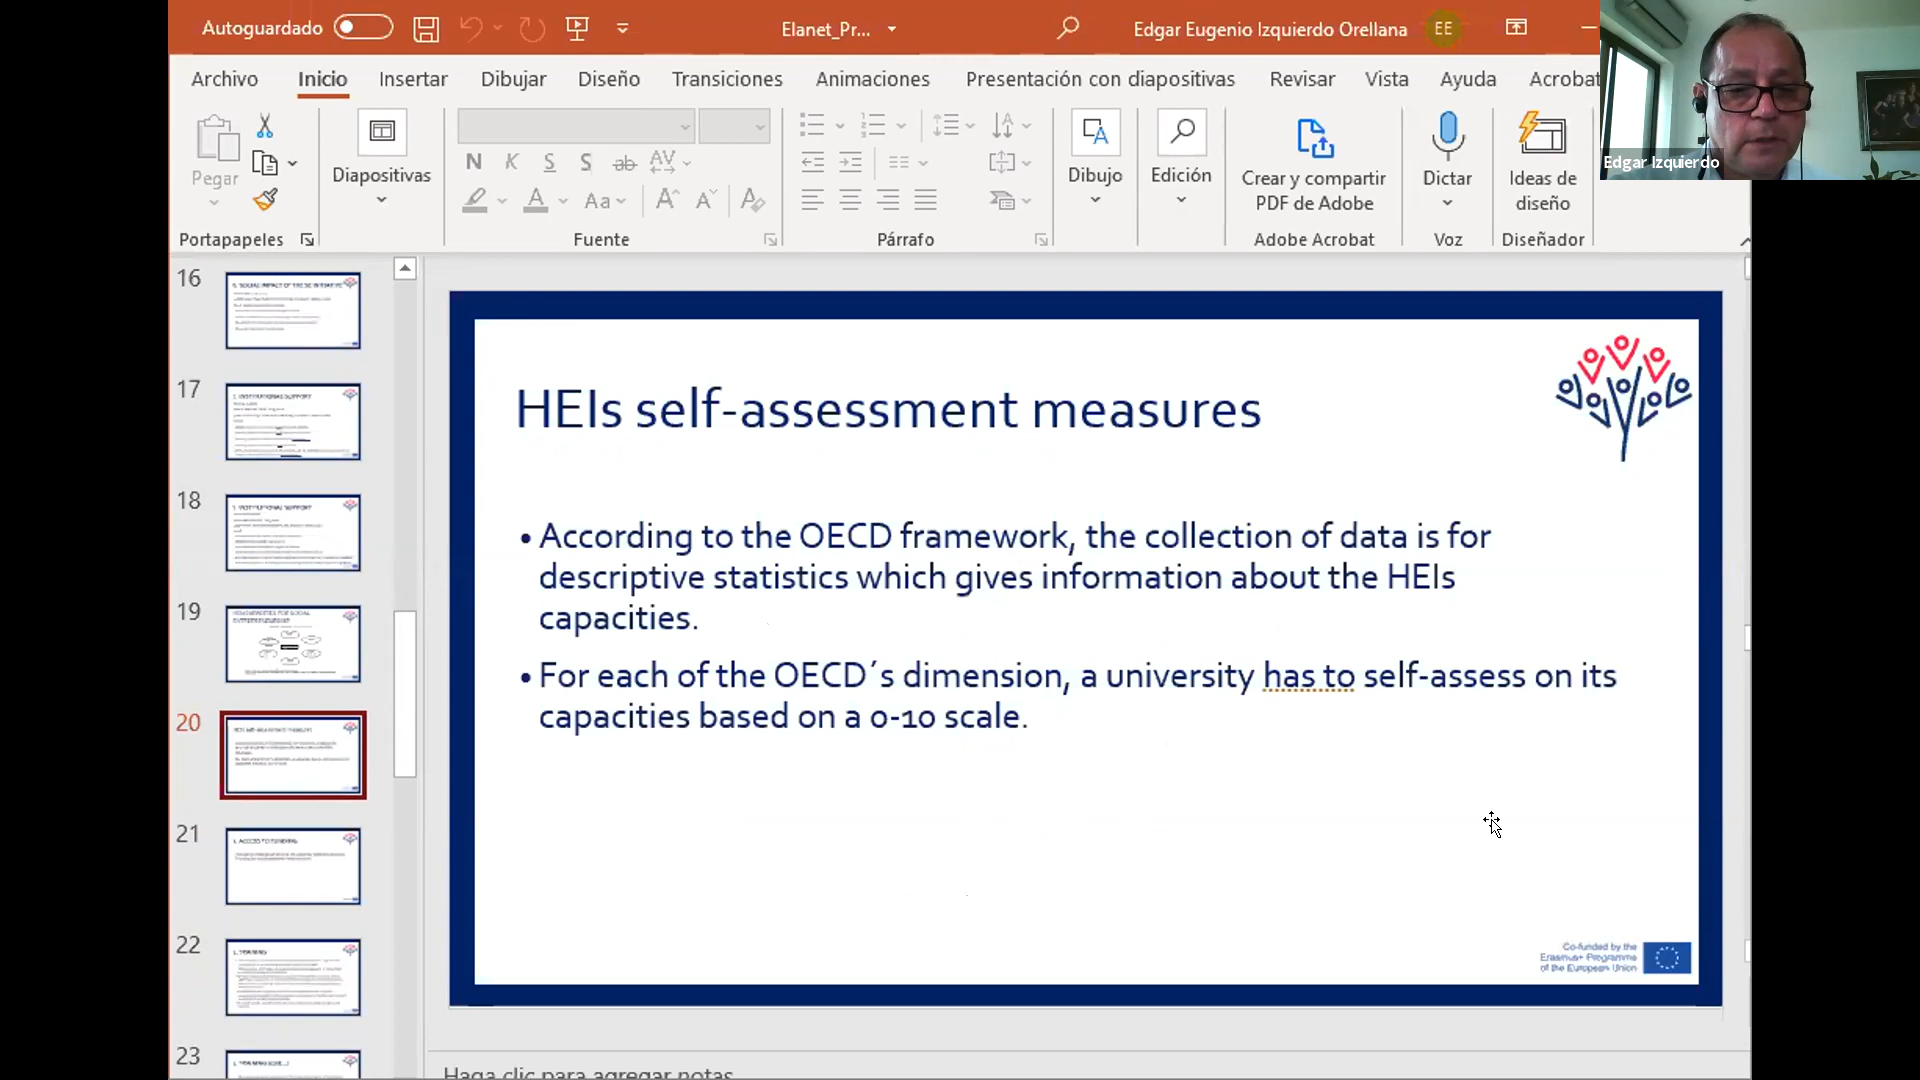 Autoguardado
Elanet_Pr...
Edgar Eugenio Izquierdo Orellana
EE
Archivo Inicio Insertar Dibujar Diseño Transiciones Animaciones Presentación con diapositivas Revisar Vista Ayuda Acrobat
Edgar Izquierdo
Pegar
Diapositivas
N K S S ab AV
A Aa A A A
Dibujo
Edición
Crear y compartir
PDF de Adobe
Dictar
Ideas de
diseño
Portapapeles
Fuente
Párrafo
Adobe Acrobat
Voz
Diseñador
16
17
18
19
20
21
22
23
HEIs self-assessment measures
• According to the OECD framework, the collection of data is for
descriptive statistics which gives information about the HEIs
capacities.
• For each of the OECD´s dimension, a university has to self-assess on its
capacities based on a 0-10 scale.
Co-funded by the
Erasmus+ Programme
of the European Union
Haga clic para agregar notas